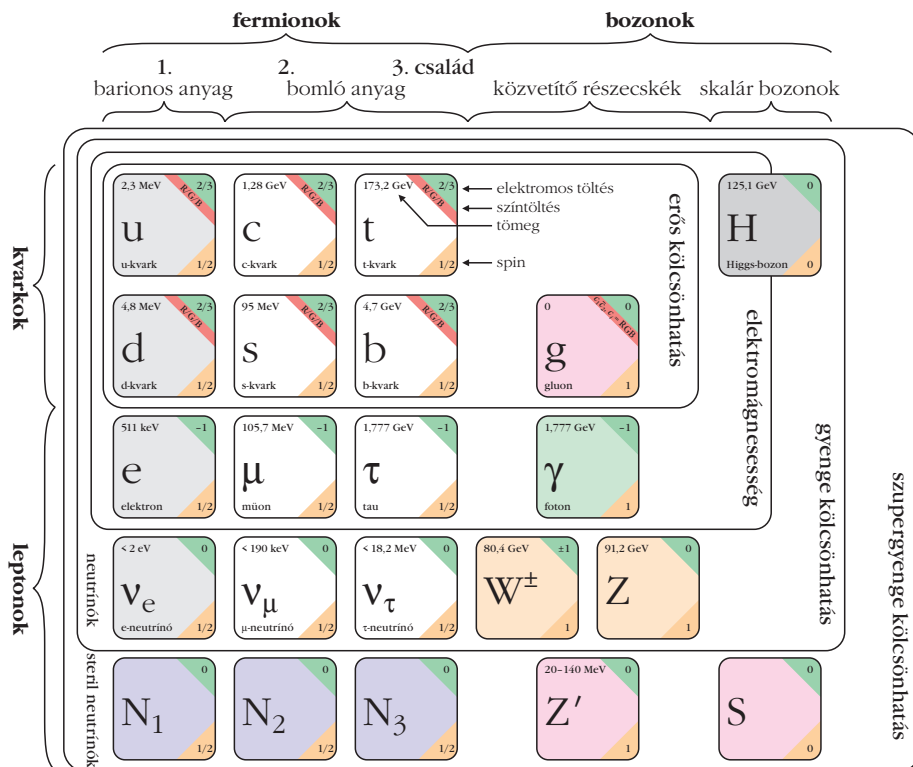 fermionok
bozonok
1.
2.
3. család
barionos anyag
bomló anyag
közvetítő részecskék
skalár bozonok
kvarkok
leptonok
neutrínók
steril neutrínók
2,3 MeV
R/G/B
2/3
u
u-kvark
1/2
1,28 GeV
R/G/B
2/3
c
c-kvark
1/2
173,2 GeV
R/G/B
2/3
t
t-kvark
1/2
elektromos töltés
színtöltés
tömeg
spin
erős kölcsönhatás
125,1 GeV
0
H
Higgs-bozon
0
4,8 MeV
R/G/B
2/3
d
d-kvark
1/2
95 MeV
R/G/B
2/3
s
s-kvark
1/2
4,7 GeV
R/G/B
2/3
b
b-kvark
1/2
0
= RGB
0
g
gluon
1
elektromágnesesség
511 keV
−1
e
elektron
1/2
105,7 MeV
−1
μ
müon
1/2
1,777 GeV
−1
τ
tau
1/2
1,777 GeV
−1
γ
foton
1
gyenge kölcsönhatás
szupergyenge kölcsönhatás
< 2 eV
0
νe
e-neutrínó
1/2
< 190 keV
0
νμ
μ-neutrínó
1/2
< 18,2 MeV
0
ντ
τ-neutrínó
1/2
80,4 GeV
±1
W±
1
91,2 GeV
0
Z
1
0
N1
1/2
0
N2
1/2
0
N3
1/2
20–140 MeV
0
Z′
1
0
S
0